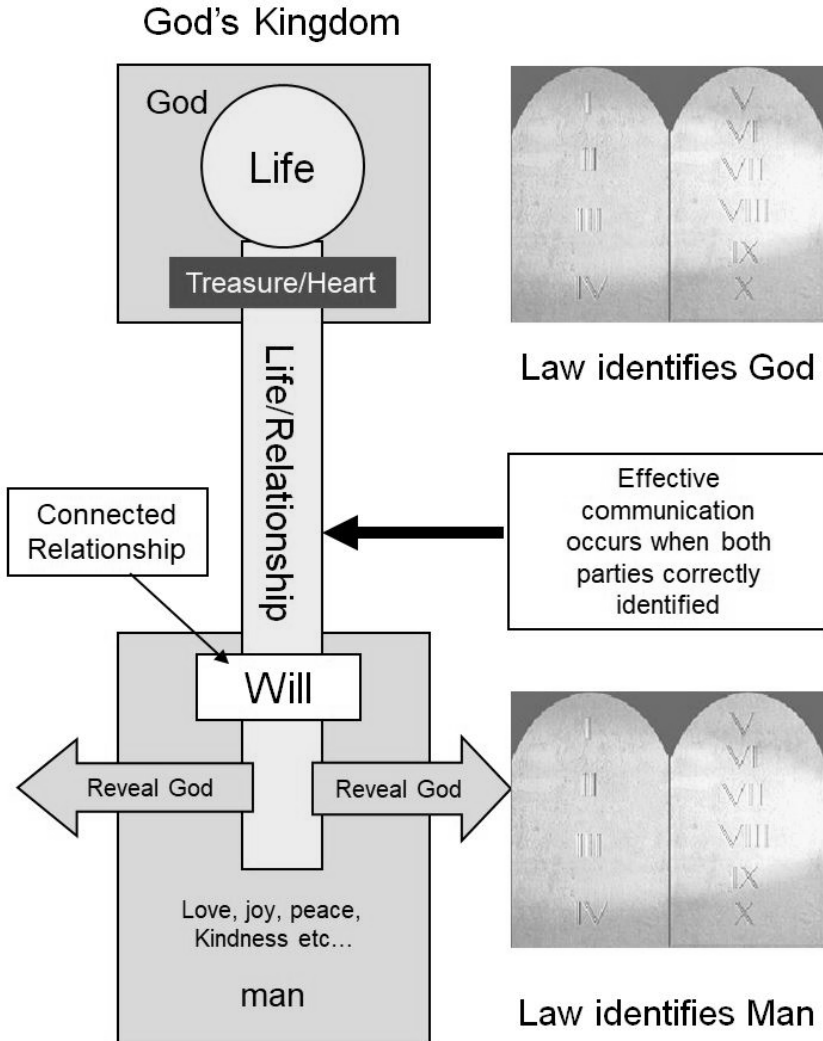 God's Kingdom
God
Life
Treasure/Heart
Life/Relationship
I
II
III
IV
V
VI
VII
VIII
IX
X
Law identifies God
Connected
Relationship
Effective
communication
occurs when both
parties correctly
identified
Will
Reveal God
Reveal God
Love, joy, peace,
Kindness etc...
man
I
II
III
IV
V
VI
VII
VIII
IX
X
Law identifies Man